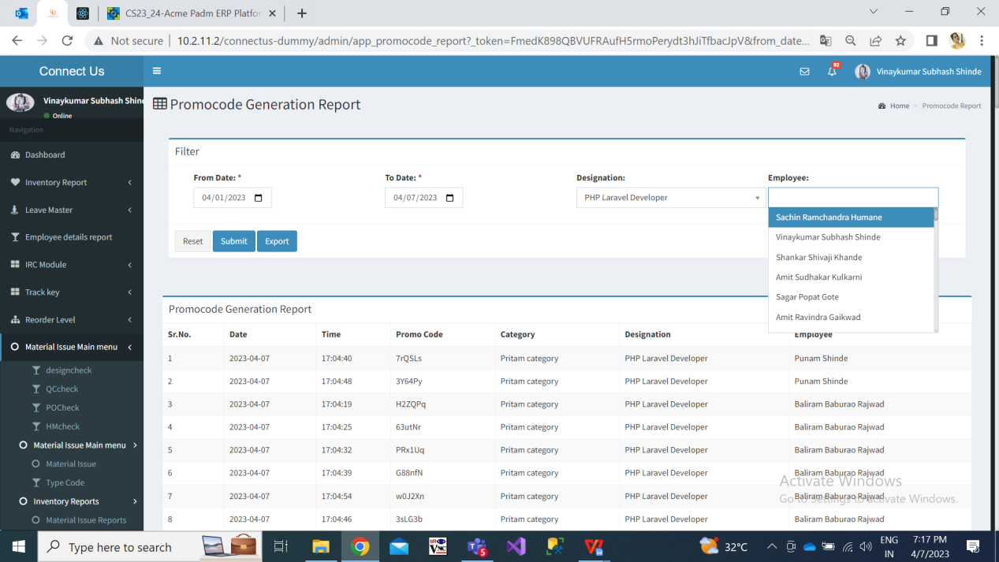 CS23_24-Acme Padm ERP Platfor
Not secure
10.2.11.2/connectus-dummy/admin/app_promocode_report?_token=FmedK898QBVUFRAufH5rmoPerydt3hJiTfbacJpV&from_date...
Connect Us
92
Vinaykumar Subhash Shinde
Vinaykumar Subhash Shind
Online
Navigation
Dashboard
Inventory Report
Leave Master
Employee details report
IRC Module
Track key
Reorder Level
Material Issue Main menu
designcheck
QCcheck
POCheck
HMcheck
Material Issue Main menu
Material Issue
Type Code
Inventory Reports
Material Issue Reports
Promocode Generation Report
Home > Promocode Report
Filter
From Date: * To Date: * Designation: Employee:
04/01/2023 04/07/2023 PHP Laravel Developer
Sachin Ramchandra Humane
Vinaykumar Subhash Shinde
Shankar Shivaji Khande
Amit Sudhakar Kulkarni
Sagar Popat Gote
Amit Ravindra Gaikwad
Reset Submit Export
Promocode Generation Report
Sr.No. Date Time Promo Code Category Designation Employee
1 2023-04-07 17:04:40 7rQSLs Pritam category PHP Laravel Developer Punam Shinde
2 2023-04-07 17:04:48 3Y64Py Pritam category PHP Laravel Developer Punam Shinde
3 2023-04-07 17:04:19 H2ZQPq Pritam category PHP Laravel Developer Baliram Baburao Rajwad
4 2023-04-07 17:04:25 63utNr Pritam category PHP Laravel Developer Baliram Baburao Rajwad
5 2023-04-07 17:04:32 PRx1Uq Pritam category PHP Laravel Developer Baliram Baburao Rajwad
6 2023-04-07 17:04:39 G88nfN Pritam category PHP Laravel Developer Baliram Baburao Rajwad
7 2023-04-07 17:04:54 w0J2Xn Pritam category PHP Laravel Developer Baliram Baburao Rajwad
8 2023-04-07 17:04:46 3sLG3b Pritam category PHP Laravel Developer Baliram Baburao Rajwad
Activate Windows
Go to Settings to activate Windows.
Type here to search
5
32°C
ENG
IN
7:17 PM
4/7/2023